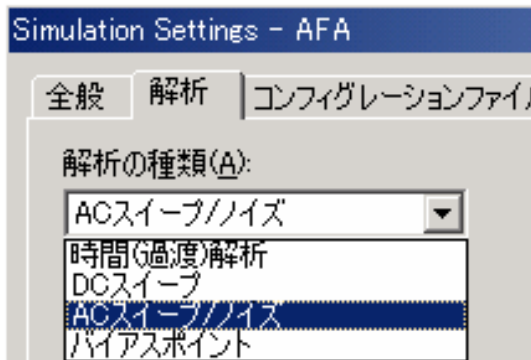 Simulation Settings - AFA
全般 解析 コンフィグレーションファイル
解析の種類(A):
ACスイープ/ノイズ
時間(過渡)解析
DCスイープ
ACスイープ/ノイズ
バイアスポイント